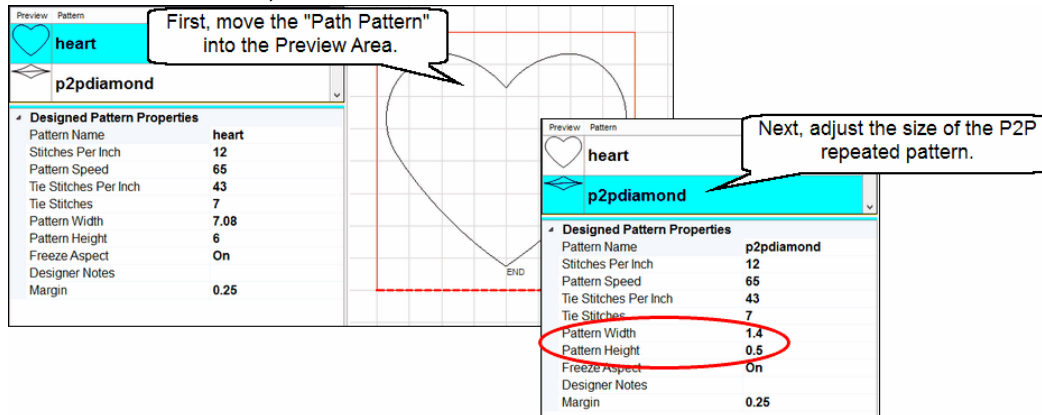 Preview Pattern
heart
p2pdiamond
First, move the "Path Pattern"
into the Preview Area.
Designed Pattern Properties
Pattern Name heart
Stitches Per Inch 12
Pattern Speed 65
Tie Stitches Per Inch 43
Tie Stitches 7
Pattern Width 7.08
Pattern Height 6
Freeze Aspect On
Designer Notes
Margin 0.25
END
Preview Pattern
heart
p2pdiamond
Next, adjust the size of the P2P
repeated pattern.
Designed Pattern Properties
Pattern Name p2pdiamond
Stitches Per Inch 12
Pattern Speed 65
Tie Stitches Per Inch 43
Tie Stitches 7
Pattern Width 1.4
Pattern Height 0.5
Freeze Aspect On
Designer Notes
Margin 0.25